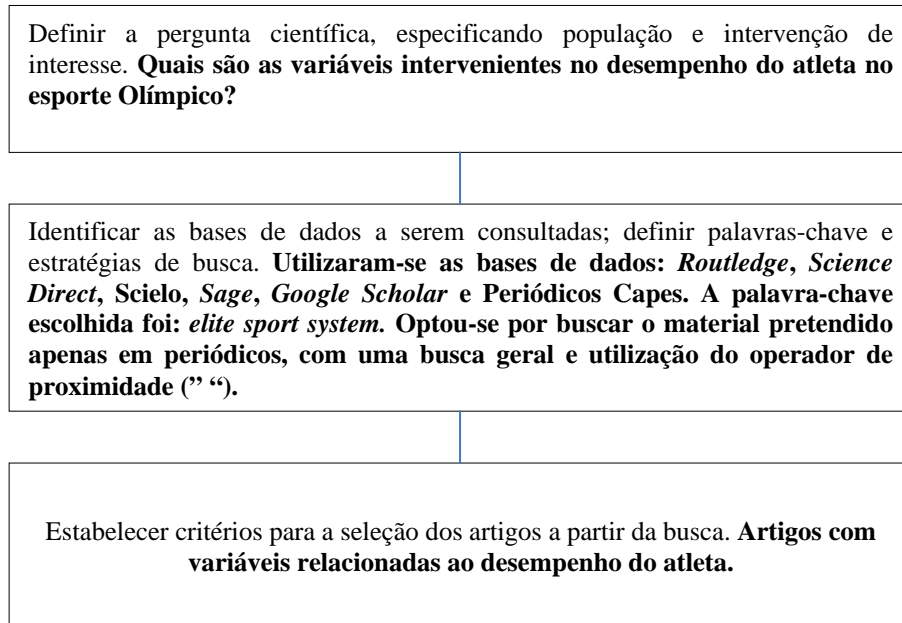 Definir a pergunta científica, especificando população e intervenção de
interesse. Quais são as variáveis intervenientes no desempenho do atleta no
esporte Olímpico?
Identificar as bases de dados a serem consultadas; definir palavras-chave e
estratégias de busca. Utilizaram-se as bases de dados: Routledge, Science
Direct, Scielo, Sage, Google Scholar e Periódicos Capes. A palavra-chave
escolhida foi: elite sport system. Optou-se por buscar o material pretendido
apenas em periódicos, com uma busca geral e utilização do operador de
proximidade (” “).
Estabelecer critérios para a seleção dos artigos a partir da busca. Artigos com
variáveis relacionadas ao desempenho do atleta.